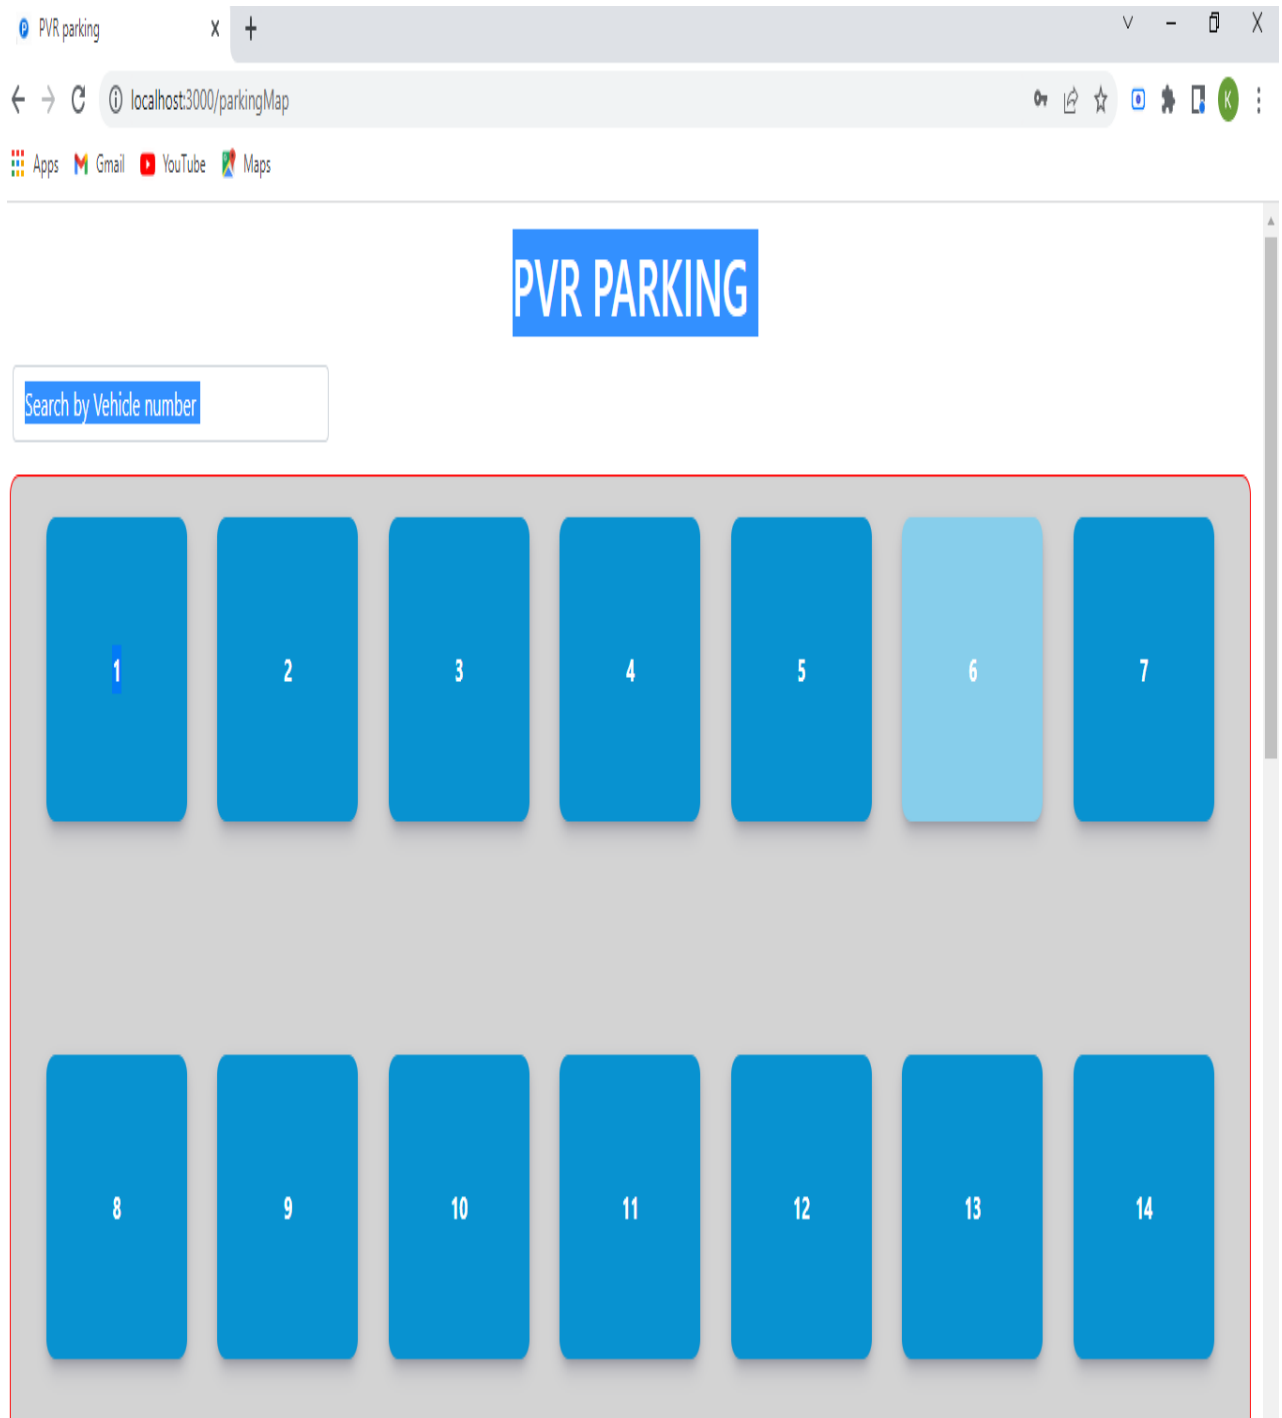 PVR parking
localhost:3000/parkingMap
K
Apps Gmail YouTube Maps
PVR PARKING
Search by Vehicle number
1 2 3 4 5 6 7
8 9 10 11 12 13 14